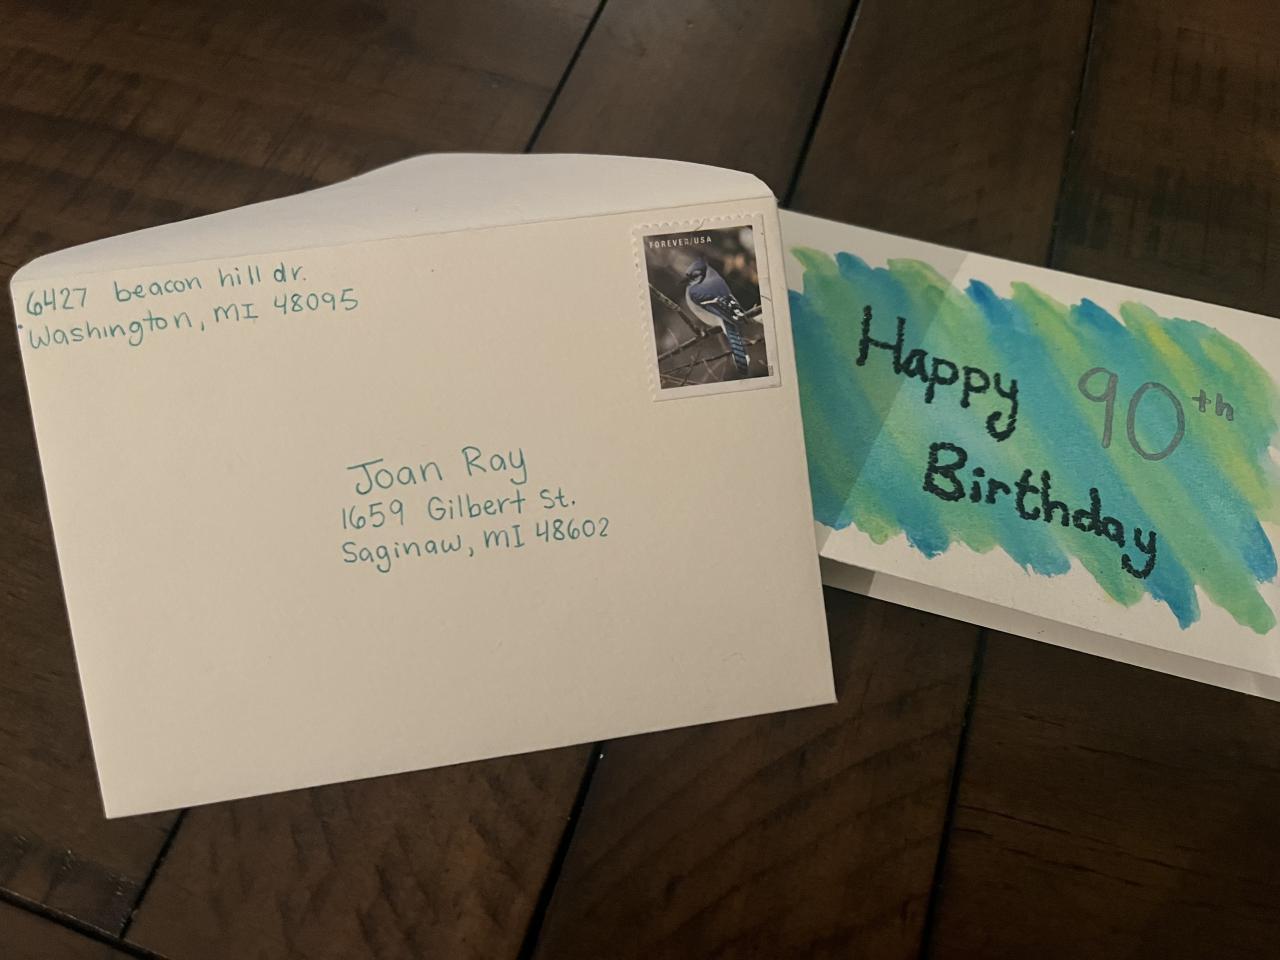 6427 beacon hill dr.
Washington, MI 48095
FOREVER/USA
Joan Ray
1659 Gilbert St.
Saginaw, MI 48602
Happy 90th
Birthday